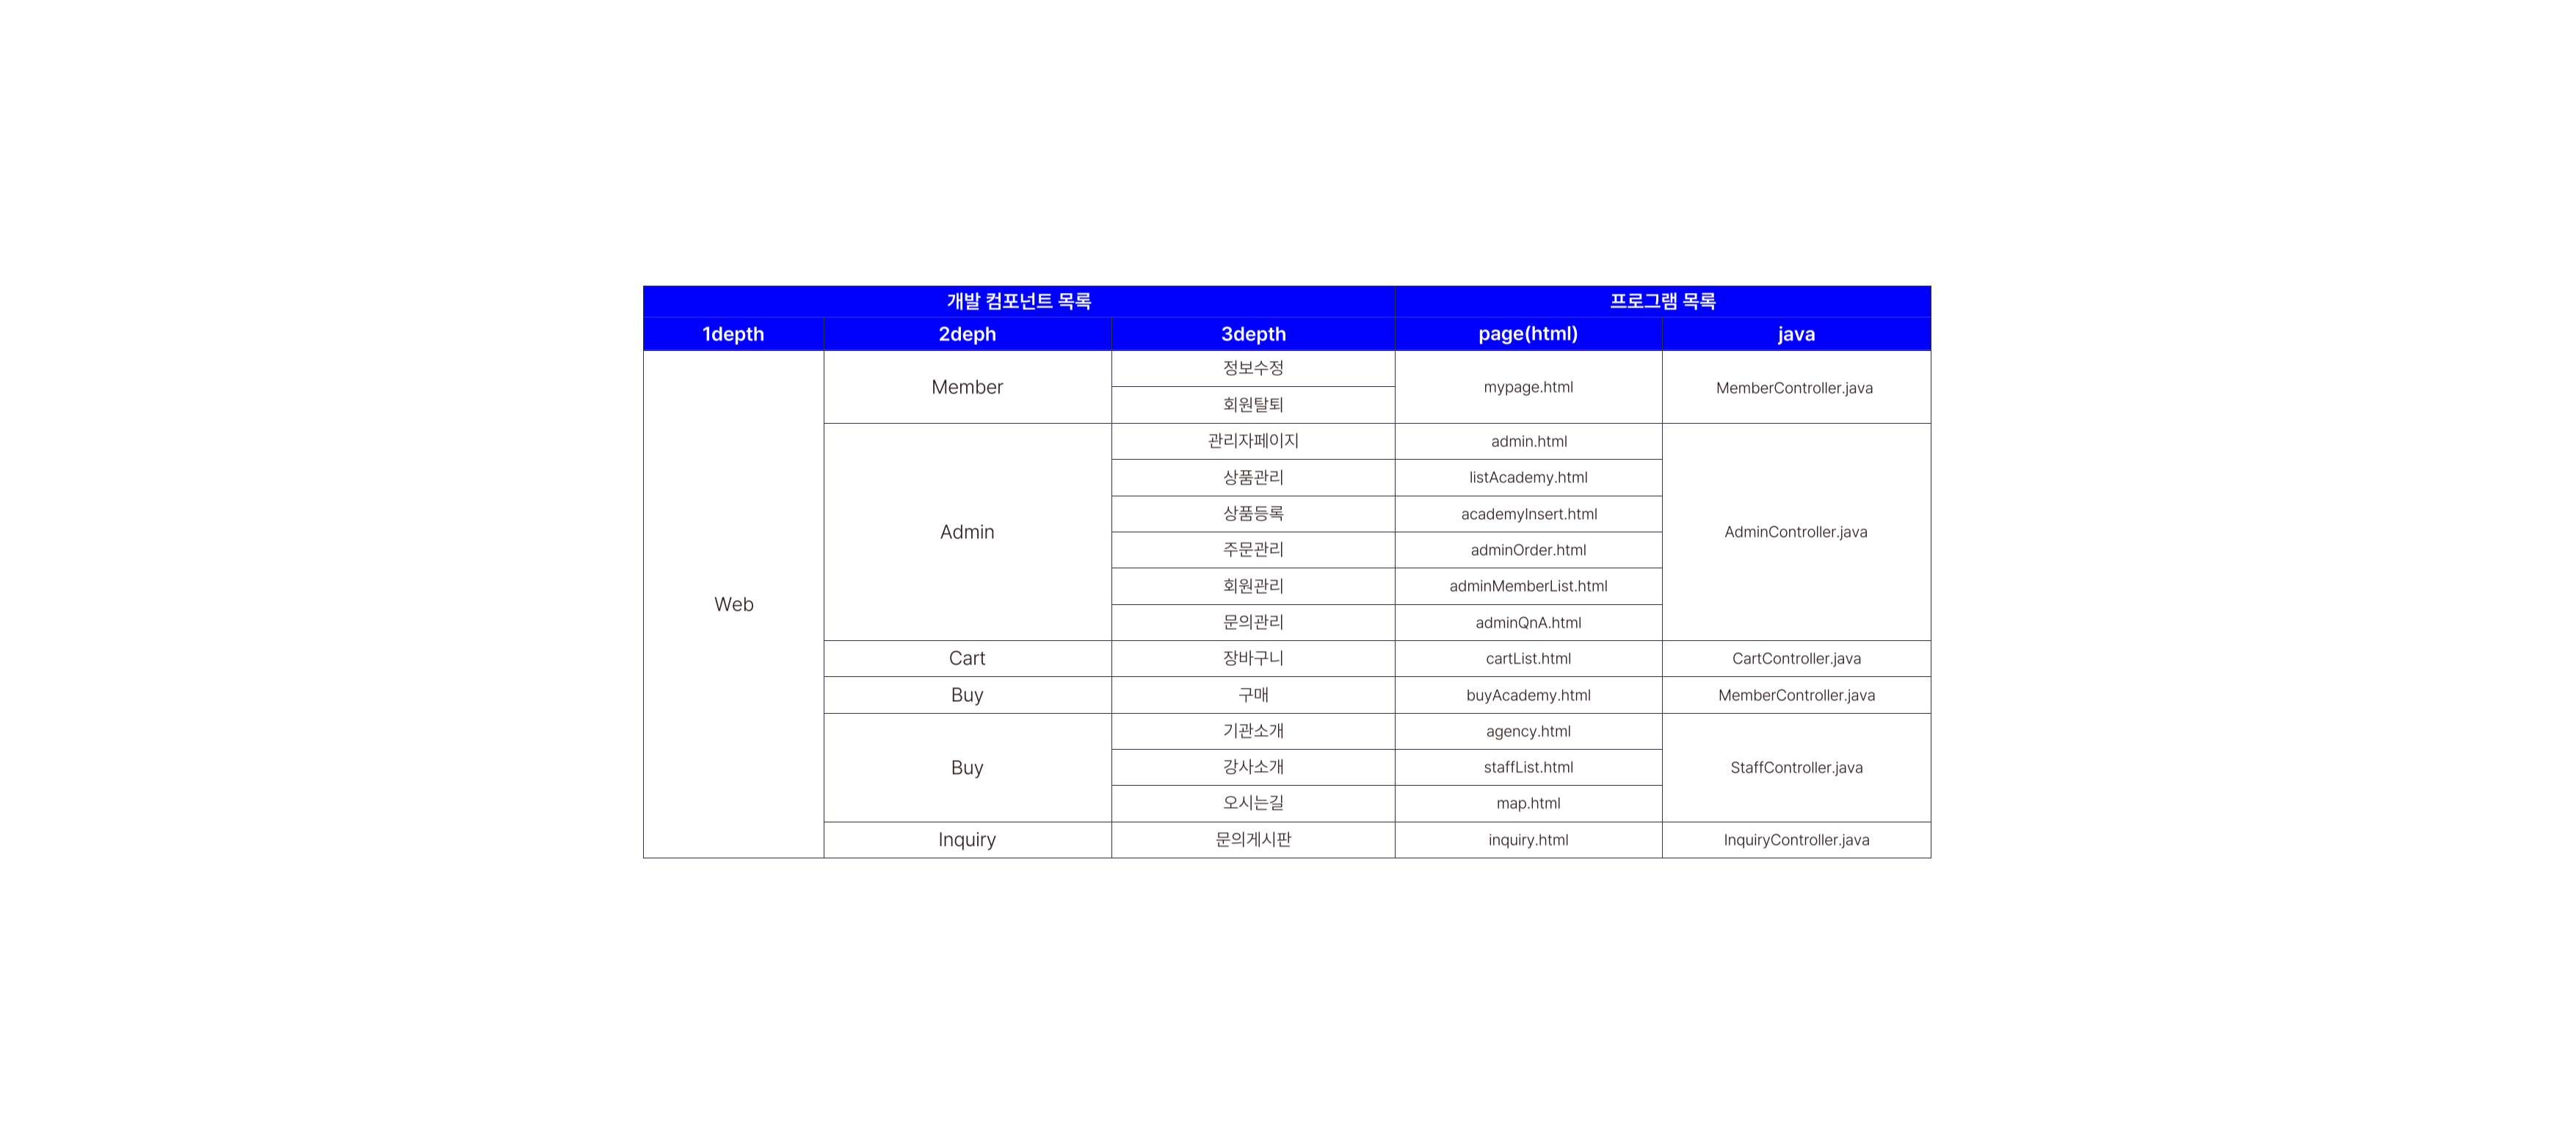 개발 컴포넌트 목록 프로그램 목록
1depth 2deph 3depth page(html) java
Web
Member
정보수정
회원탈퇴
mypage.html
MemberController.java
Admin
관리자페이지 admin.html
상품관리 listAcademy.html
상품등록 academyInsert.html
주문관리 adminOrder.html
회원관리 adminMemberList.html
문의관리 adminQnA.html
AdminController.java
Cart 장바구니 cartList.html CartController.java
Buy 구매 buyAcademy.html MemberController.java
Buy
기관소개 agency.html
강사소개 staffList.html
오시는길 map.html
StaffController.java
Inquiry 문의게시판 inquiry.html InquiryController.java